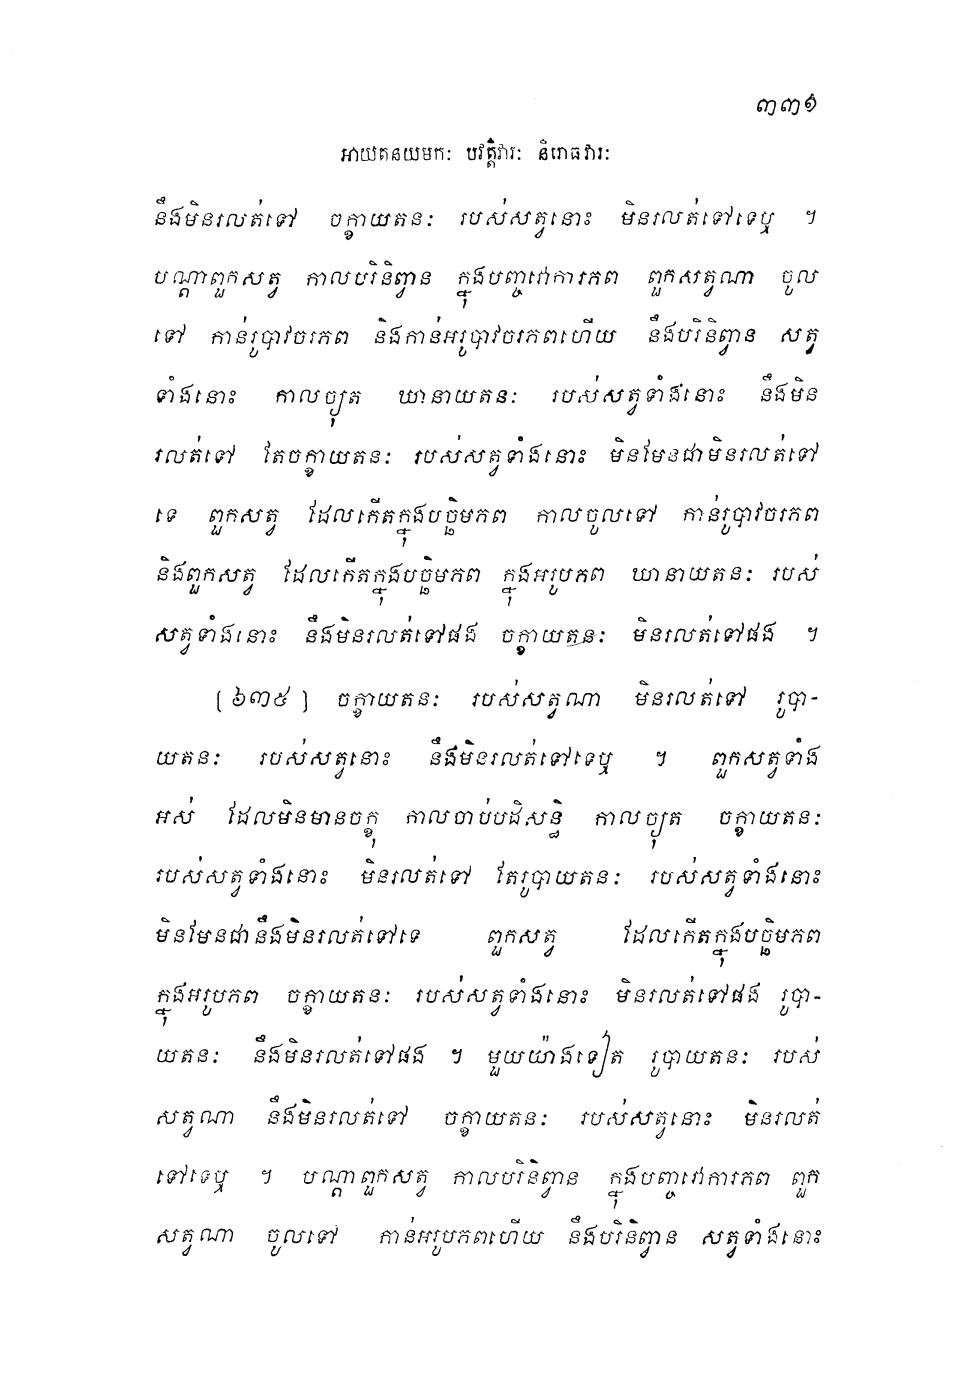 ៣៣១
អាយតនយមកៈ បវត្តិវារៈ និរោធវារៈ
នឹងមិនរលត់ទៅ ចក្ខាយតនៈ របស់សត្វនោះ មិនរលត់ទៅទេឬ ។
បណ្តាពួកសត្វ កាលបរិនិព្វាន ក្នុងបញ្ចវោការភព ពួកសត្វណា ចូល
ទៅ កាន់រូបាវចរភព និងកាន់អរូបាវចរភពហើយ នឹងបរិនិព្វាន សត្វ
ទាំងនោះ កាលច្យុត ឃានាយតនៈ របស់សត្វទាំងនោះ នឹងមិន
រលត់ទៅ តែចក្ខាយតនៈ របស់សត្វទាំងនោះ មិនមែនជាមិនរលត់ទៅ
ទេ ពួកសត្វ ដែលកើតក្នុងបច្ឆិមភព កាលចូលទៅ កាន់រូបាវចរភព
និងពួកសត្វ ដែលកើតក្នុងបច្ឆិមភព ក្នុងអរូបភព ឃានាយតនៈ របស់
សត្វទាំងនោះ នឹងមិនរលត់ទៅផង ចក្ខាយតនៈ មិនរលត់ទៅផង ។
[៦៣៥] ចក្ខាយតនៈ របស់សត្វណា មិនរលត់ទៅ រូបា-
យតនៈ របស់សត្វនោះ នឹងមិនរលត់ទៅទេឬ ។ ពួកសត្វទាំង
អស់ ដែលមិនមានចក្ខុ កាលចាប់បដិសន្ធិ កាលច្យុត ចក្ខាយតនៈ
របស់សត្វទាំងនោះ មិនរលត់ទៅ តែរូបាយតនៈ របស់សត្វទាំងនោះ
មិនមែនជានឹងមិនរលត់ទៅទេ ពួកសត្វ ដែលកើតក្នុងបច្ឆិមភព
ក្នុងអរូបភព ចក្ខាយតនៈ របស់សត្វទាំងនោះ មិនរលត់ទៅផង រូបា-
យតនៈ នឹងមិនរលត់ទៅផង ។ មួយយ៉ាងទៀត រូបាយតនៈ របស់
សត្វណា នឹងមិនរលត់ទៅ ចក្ខាយតនៈ របស់សត្វនោះ មិនរលត់
ទៅទេឬ ។ បណ្តាពួកសត្វ កាលបរិនិព្វាន ក្នុងបញ្ចវោការភព ពួក
សត្វណា ចូលទៅ កាន់អរូបភពហើយ នឹងបរិនិព្វាន សត្វទាំងនោះ